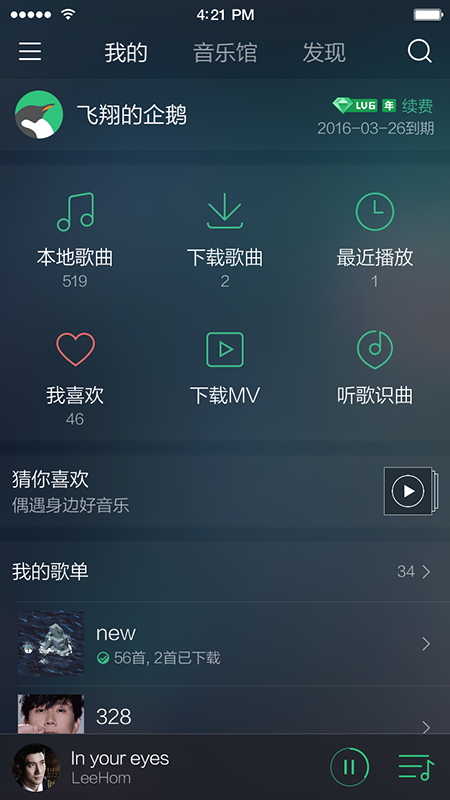 4:21 PM
我的 音乐馆 发现
飞翔的企鹅
LV6 年 续费
2016-03-26到期
本地歌曲 下载歌曲 最近播放
519 2 1
我喜欢 下载MV 听歌识曲
46
猜你喜欢
偶遇身边好音乐
我的歌单 34
new
56首, 2首已下载
328
In your eyes
LeeHom